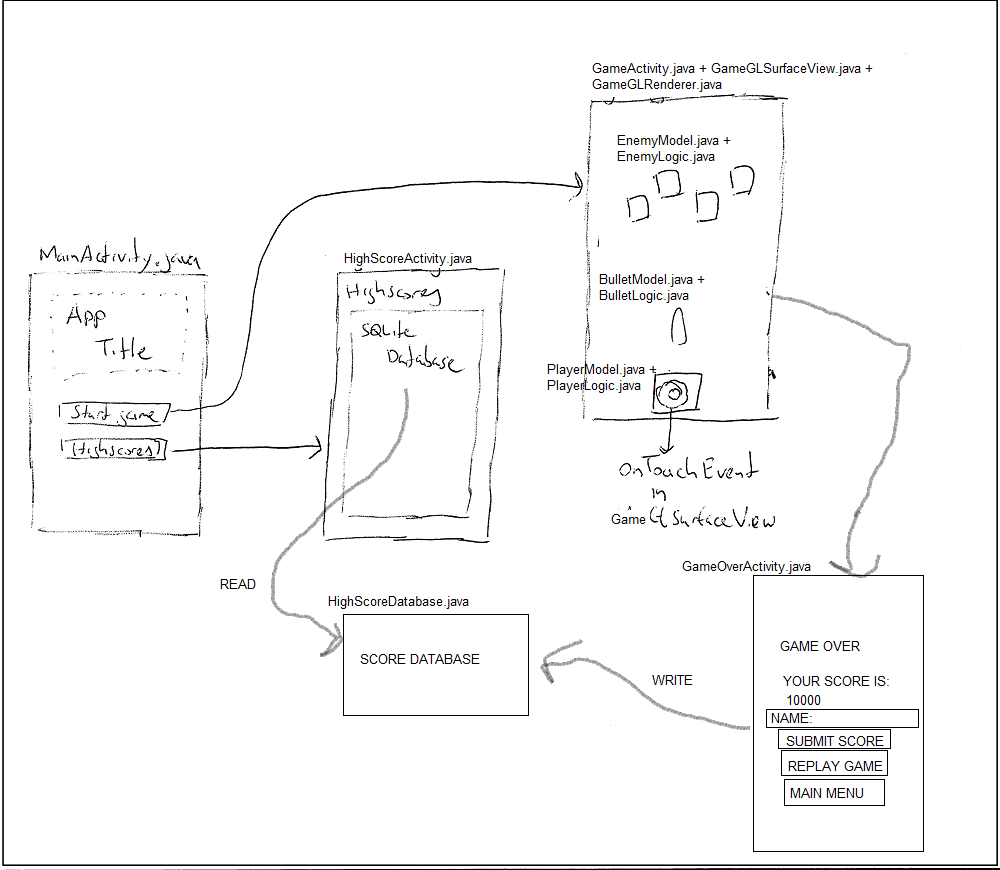 GameActivity.java + GameGLSurfaceView.java +
GameGLRenderer.java
EnemyModel.java +
EnemyLogic.java
BulletModel.java +
BulletLogic.java
PlayerModel.java +
PlayerLogic.java
OnTouchEvent
in
Game GLSurfaceView
MainActivity.java
App
Title
Start game
Highscores
HighScoreActivity.java
Highscores
SQLite
Database
READ
HighScoreDatabase.java
SCORE DATABASE
WRITE
GameOverActivity.java
GAME OVER
YOUR SCORE IS:
10000
NAME:
SUBMIT SCORE
REPLAY GAME
MAIN MENU